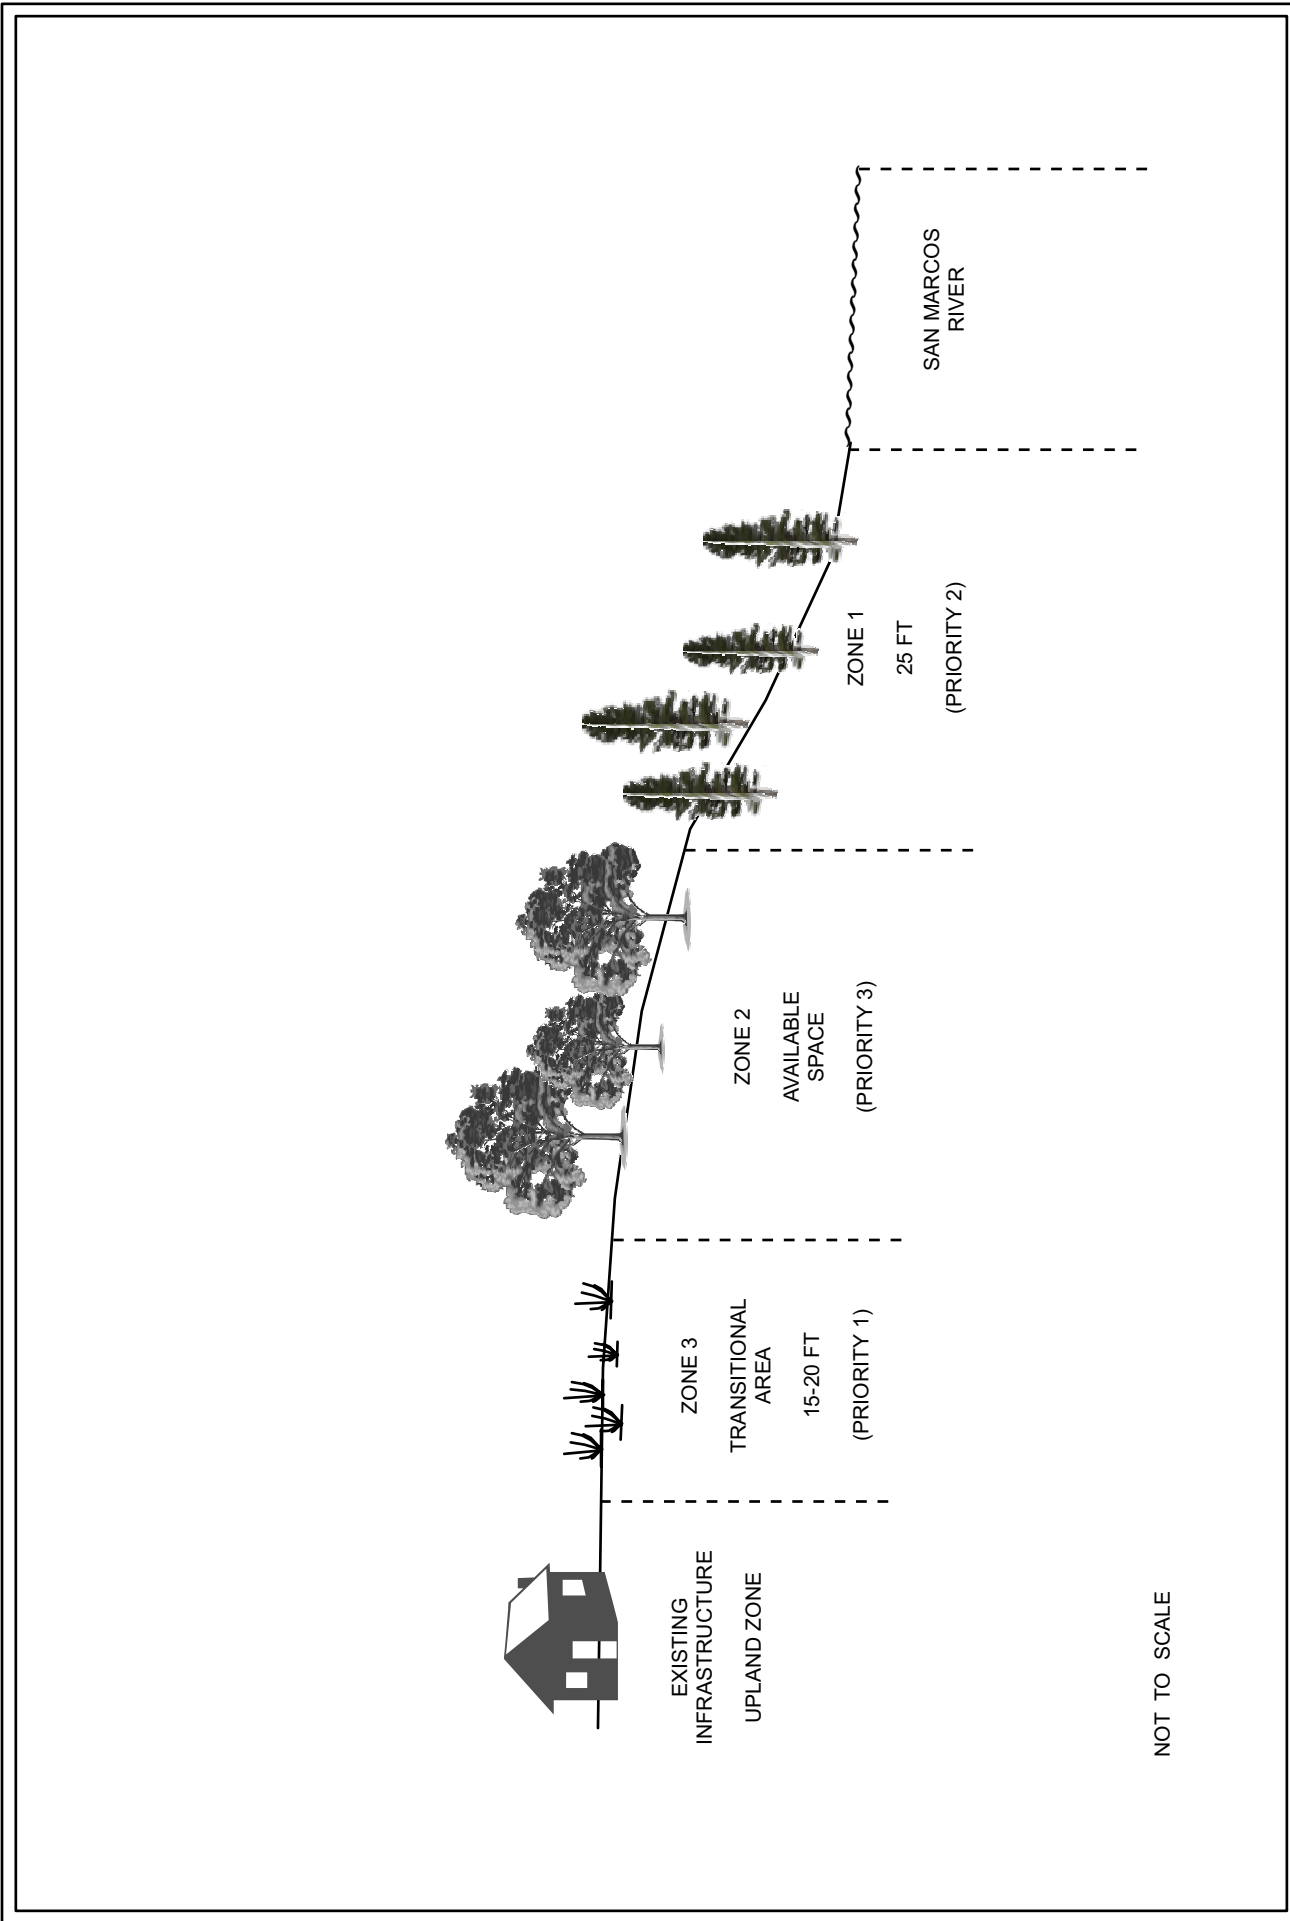 EXISTING
INFRASTRUCTURE
UPLAND ZONE
ZONE 3
TRANSITIONAL
AREA
15-20 FT
(PRIORITY 1)
ZONE 2
AVAILABLE
SPACE
(PRIORITY 3)
ZONE 1
25 FT
(PRIORITY 2)
SAN MARCOS
RIVER
NOT TO SCALE